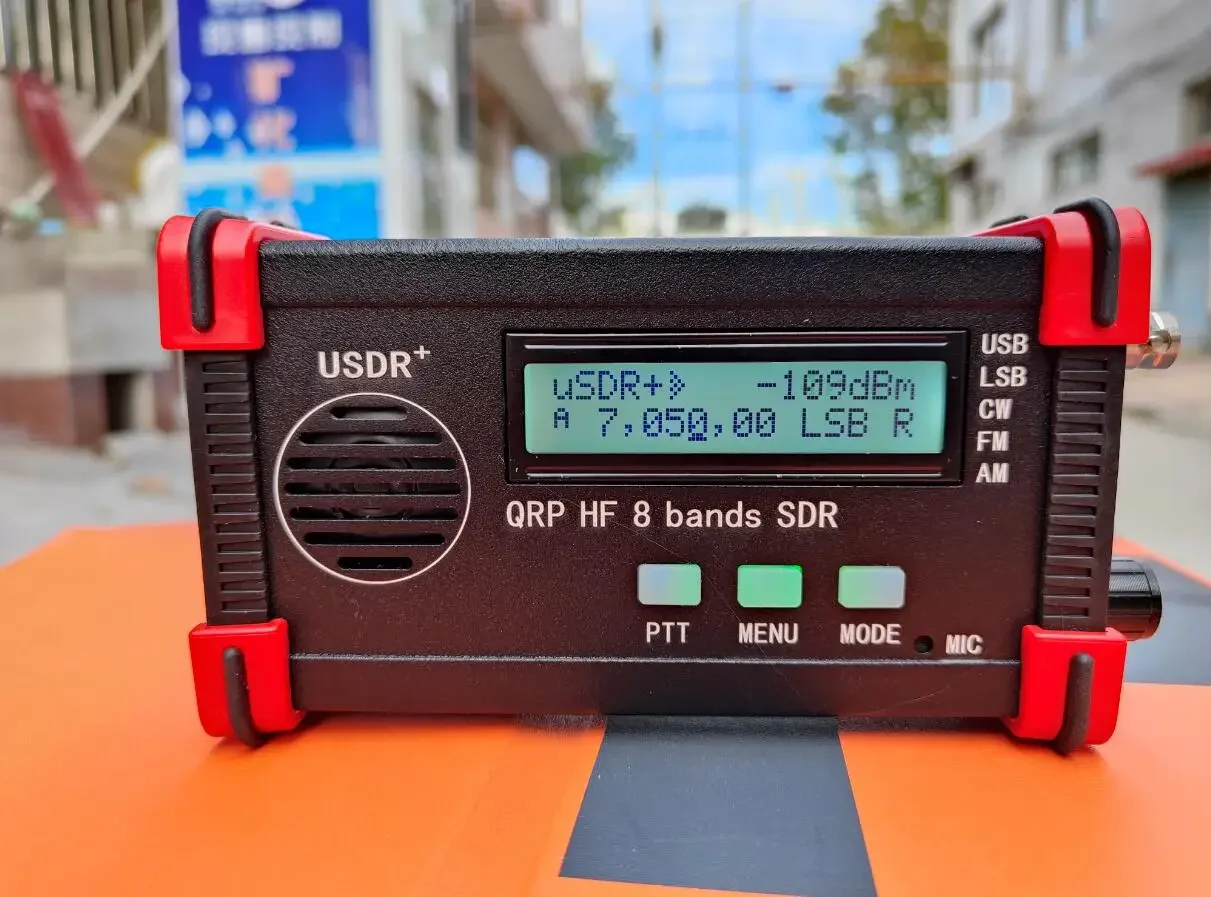 USDR⁺
uSDR+ -109dBm
A 7,050,00 LSB R
USB
LSB
CW
FM
AM
QRP HF 8 bands SDR
PTT MENU MODE MIC